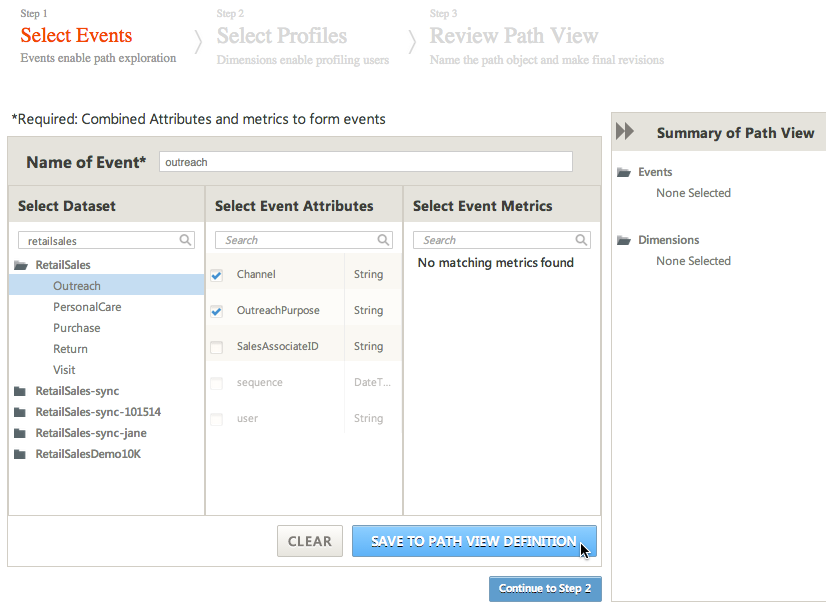 Step 1
Select Events
Events enable path exploration
Step 2
Select Profiles
Dimensions enable profiling users
Step 3
Review Path View
Name the path object and make final revisions
*Required: Combined Attributes and metrics to form events
Name of Event* outreach
Select Dataset
retailsales
RetailSales
Outreach
PersonalCare
Purchase
Return
Visit
RetailSales-sync
RetailSales-sync-101514
RetailSales-sync-jane
RetailSalesDemo10K
Select Event Attributes
Search
Channel String
OutreachPurpose String
SalesAssociateID String
sequence DateT...
user String
Select Event Metrics
Search
No matching metrics found
CLEAR
SAVE TO PATH VIEW DEFINITION
Continue to Step 2
Summary of Path View
Events
None Selected
Dimensions
None Selected